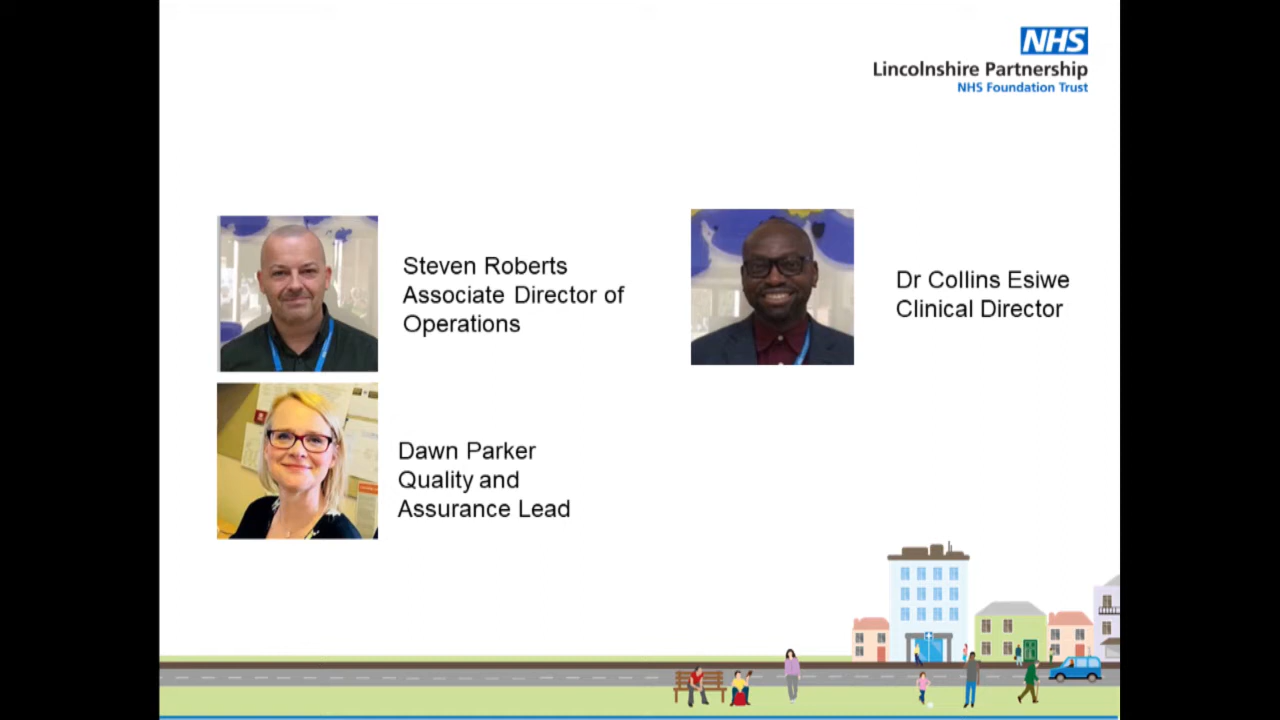 NHS
Lincolnshire Partnership
NHS Foundation Trust
Steven Roberts
Associate Director of
Operations
Dr Collins Esiwe
Clinical Director
Dawn Parker
Quality and
Assurance Lead